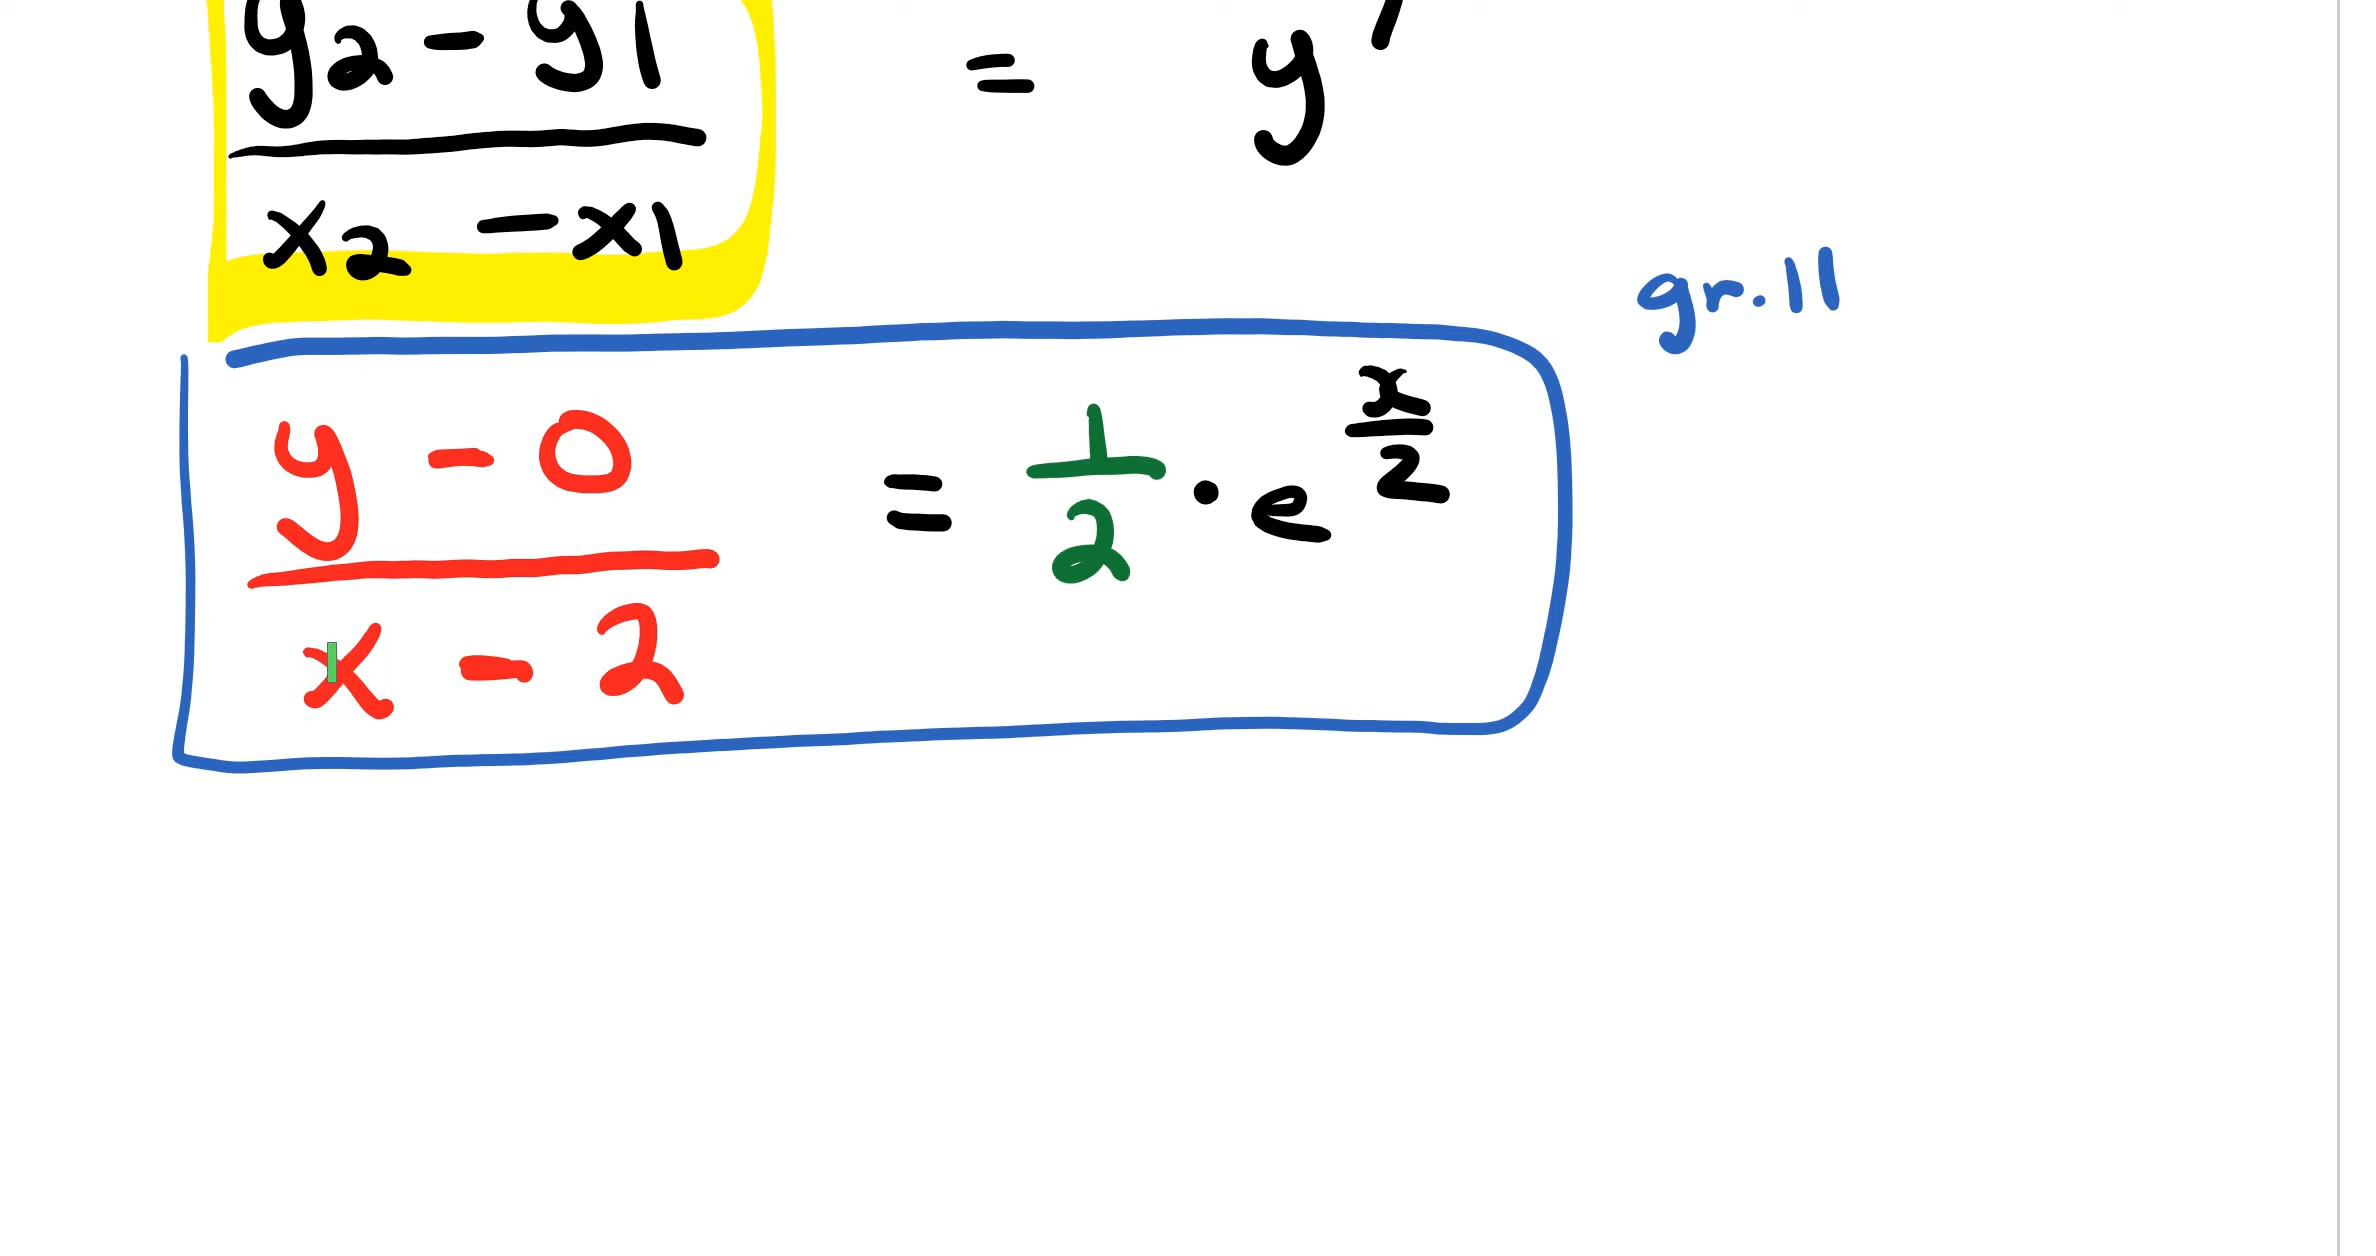 y2 - y1 = y'
x2 - x1
gr.11
y - 0 = 1/2 · e^(x/2)
x - 2